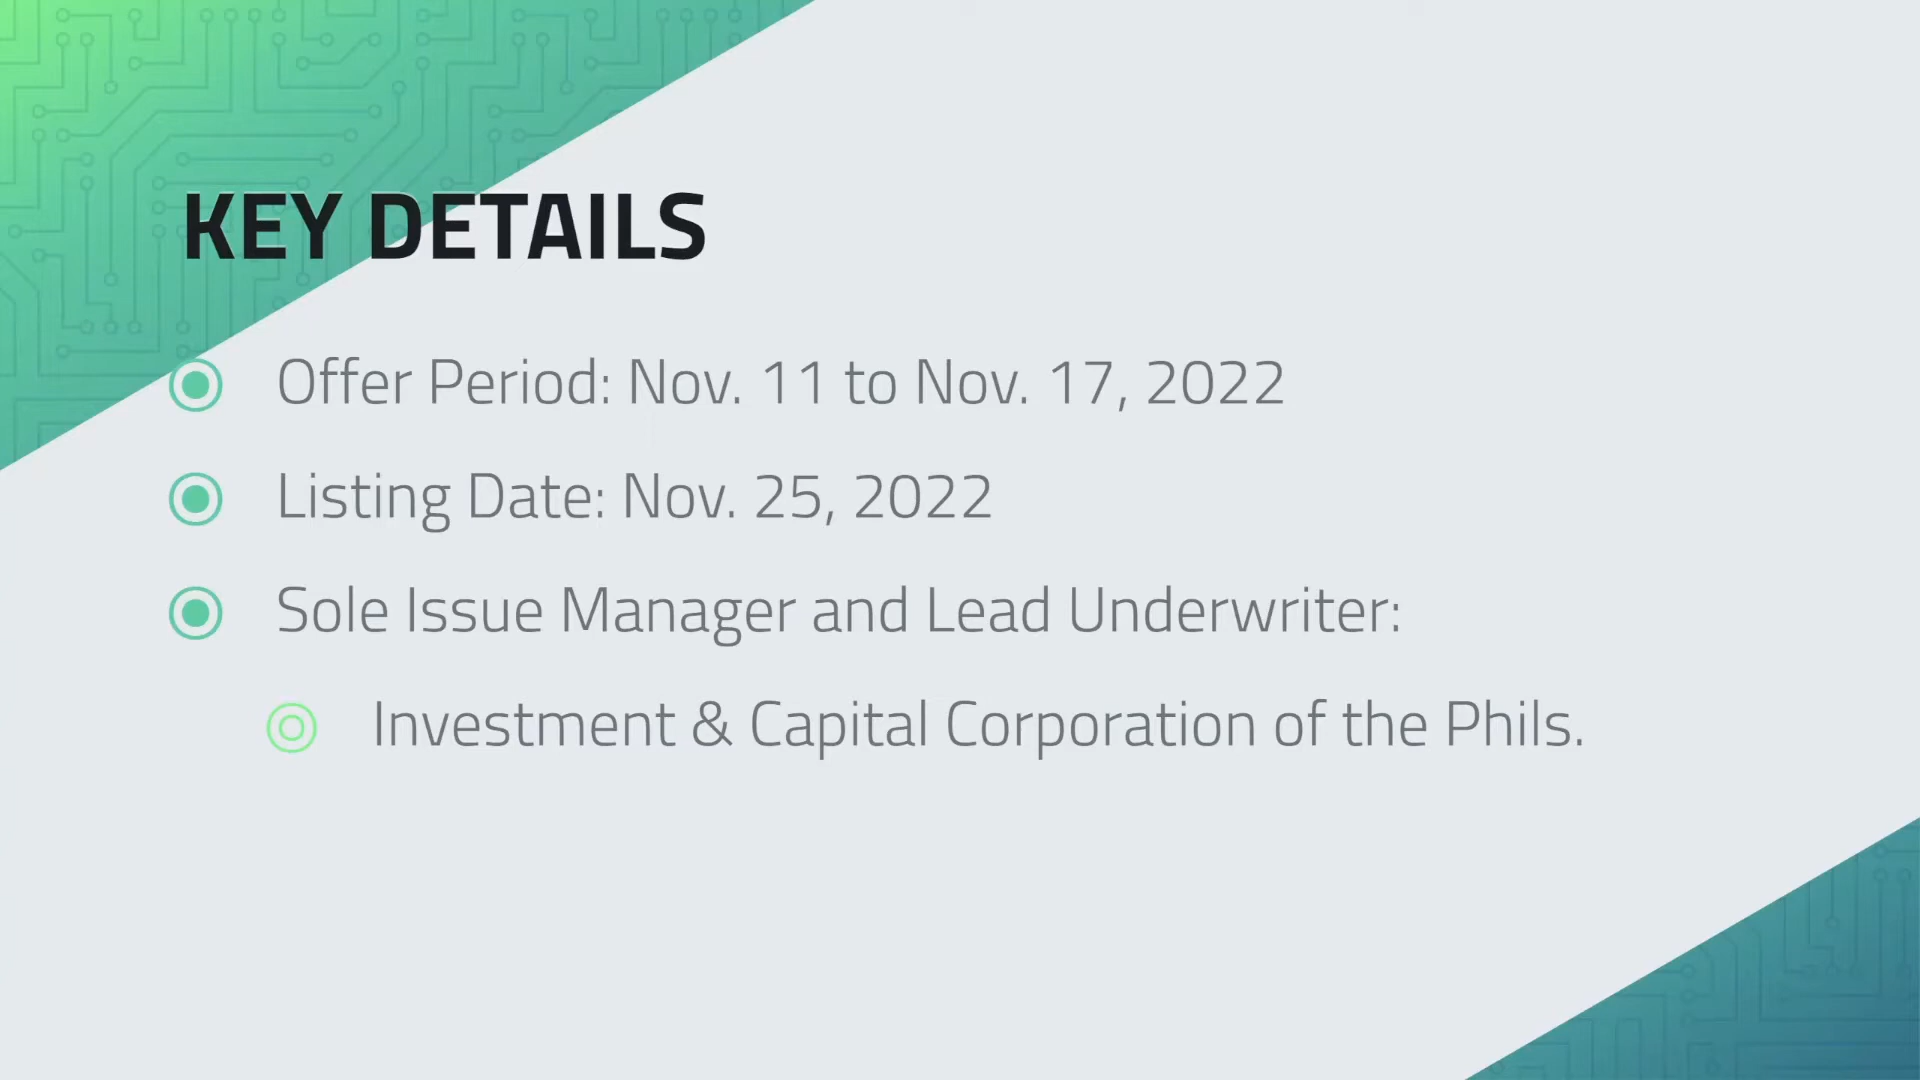 KEY DETAILS
Offer Period: Nov. 11 to Nov. 17, 2022
Listing Date: Nov. 25, 2022
Sole Issue Manager and Lead Underwriter:
Investment & Capital Corporation of the Phils.